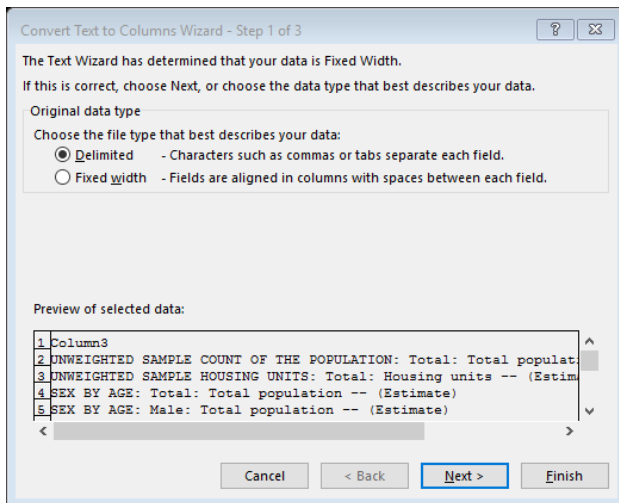 Convert Text to Columns Wizard - Step 1 of 3
The Text Wizard has determined that your data is Fixed Width.
If this is correct, choose Next, or choose the data type that best describes your data.
Original data type
Choose the file type that best describes your data:
Delimited - Characters such as commas or tabs separate each field.
Fixed width - Fields are aligned in columns with spaces between each field.
Preview of selected data:
1 Column3
2 UNWEIGHTED SAMPLE COUNT OF THE POPULATION: Total: Total populat
3 UNWEIGHTED SAMPLE HOUSING UNITS: Total: Housing units -- (Estim
4 SEX BY AGE: Total: Total population -- (Estimate)
5 SEX BY AGE: Male: Total population -- (Estimate)
Cancel < Back Next > Finish